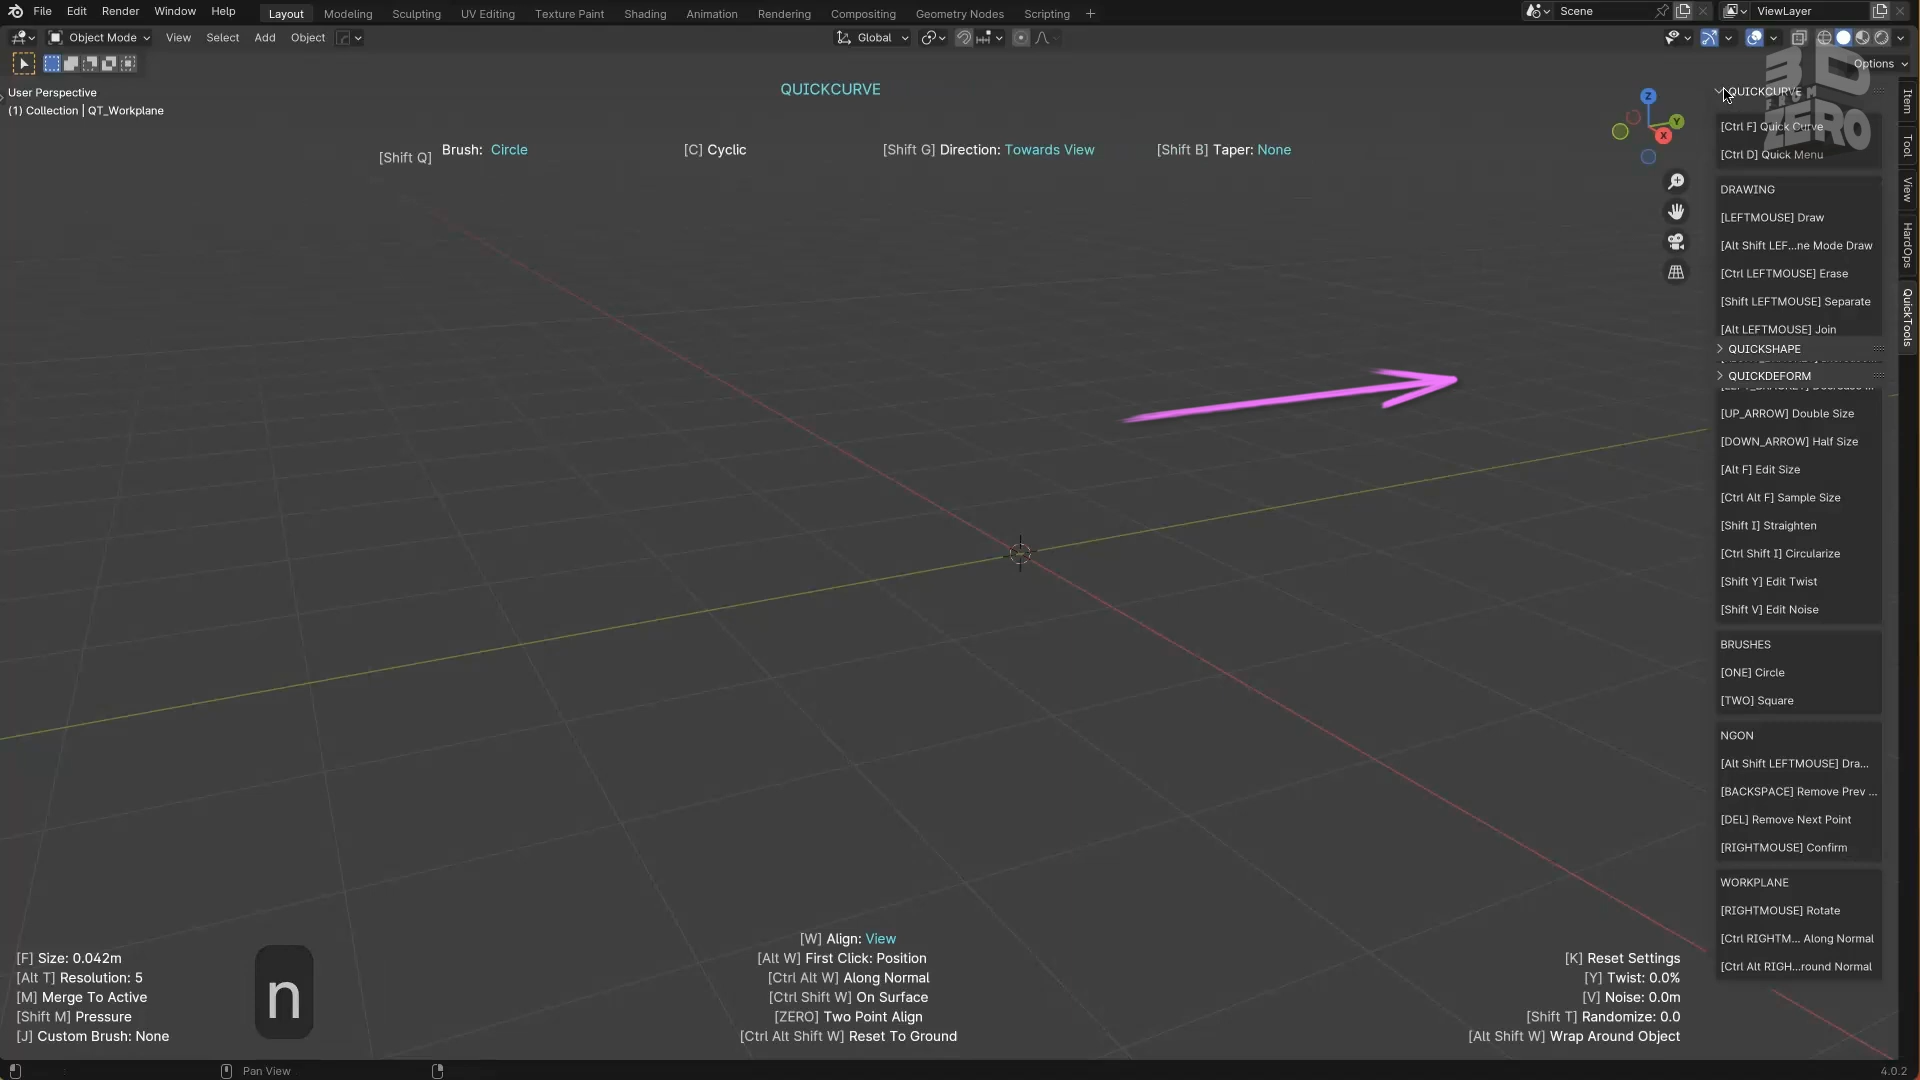 File Edit Render Window Help Layout Modeling Sculpting UV Editing Texture Paint Shading Animation Rendering Compositing Geometry Nodes Scripting + Scene ViewLayer
Object Mode View Select Add Object Global
Options
User Perspective
(1) Collection | QT_Workplane
QUICKCURVE
[Shift Q] Brush: Circle [C] Cyclic [Shift G] Direction: Towards View [Shift B] Taper: None
Z
Y
X
3D
FROM
ZERO
QUICKCURVE
[Ctrl F] Quick Curve
[Ctrl D] Quick Menu
DRAWING
[LEFTMOUSE] Draw
[Alt Shift LEF...ne Mode Draw
[Ctrl LEFTMOUSE] Erase
[Shift LEFTMOUSE] Separate
[Alt LEFTMOUSE] Join
QUICKSHAPE
QUICKDEFORM
[UP_ARROW] Double Size
[DOWN_ARROW] Half Size
[Alt F] Edit Size
[Ctrl Alt F] Sample Size
[Shift I] Straighten
[Ctrl Shift I] Circularize
[Shift Y] Edit Twist
[Shift V] Edit Noise
BRUSHES
[ONE] Circle
[TWO] Square
NGON
[Alt Shift LEFTMOUSE] Dra...
[BACKSPACE] Remove Prev ...
[DEL] Remove Next Point
[RIGHTMOUSE] Confirm
WORKPLANE
[RIGHTMOUSE] Rotate
[Ctrl RIGHTM... Along Normal
[Ctrl Alt RIGH...round Normal
Item
Tool
View
HardOps
QuickTools
[F] Size: 0.042m
[Alt T] Resolution: 5
[M] Merge To Active
[Shift M] Pressure
[J] Custom Brush: None
n
[W] Align: View
[Alt W] First Click: Position
[Ctrl Alt W] Along Normal
[Ctrl Shift W] On Surface
[ZERO] Two Point Align
[Ctrl Alt Shift W] Reset To Ground
[K] Reset Settings
[Y] Twist: 0.0%
[V] Noise: 0.0m
[Shift T] Randomize: 0.0
[Alt Shift W] Wrap Around Object
Pan View
4.0.2